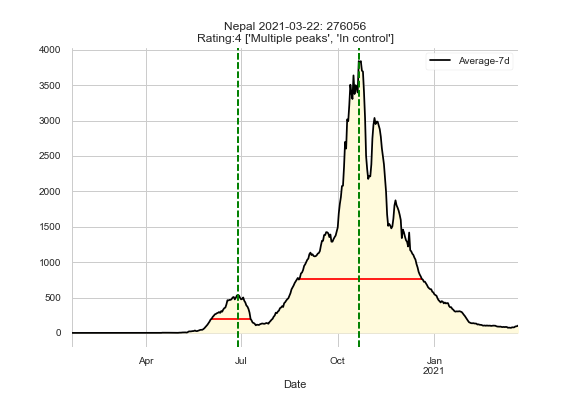 Nepal 2021-03-22: 276056
Rating:4 ['Multiple peaks', 'In control']
Average-7d
4000
3500
3000
2500
2000
1500
1000
500
0
Apr
Jul
Oct
Jan
2021
Date